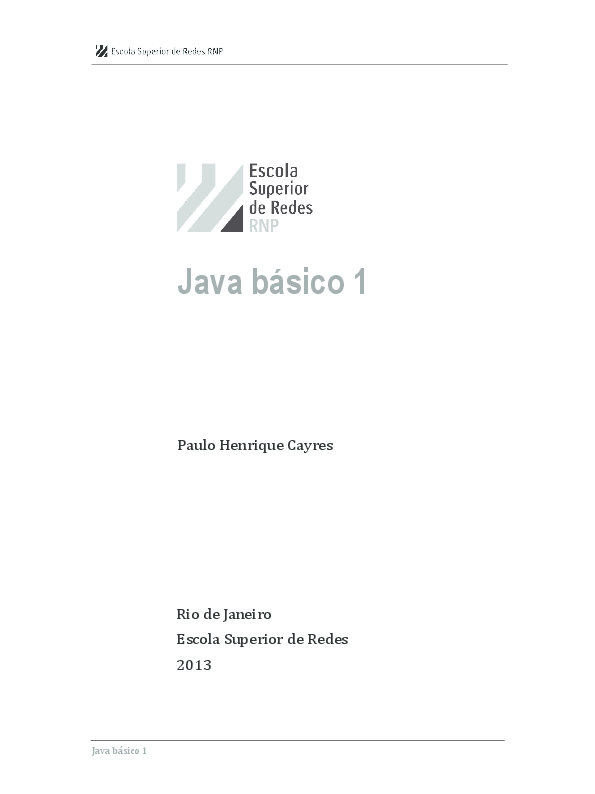 Escola Superior de Redes RNP
Escola
Superior
de Redes
RNP
Java básico 1
Paulo Henrique Cayres
Rio de Janeiro
Escola Superior de Redes
2013
Java básico 1